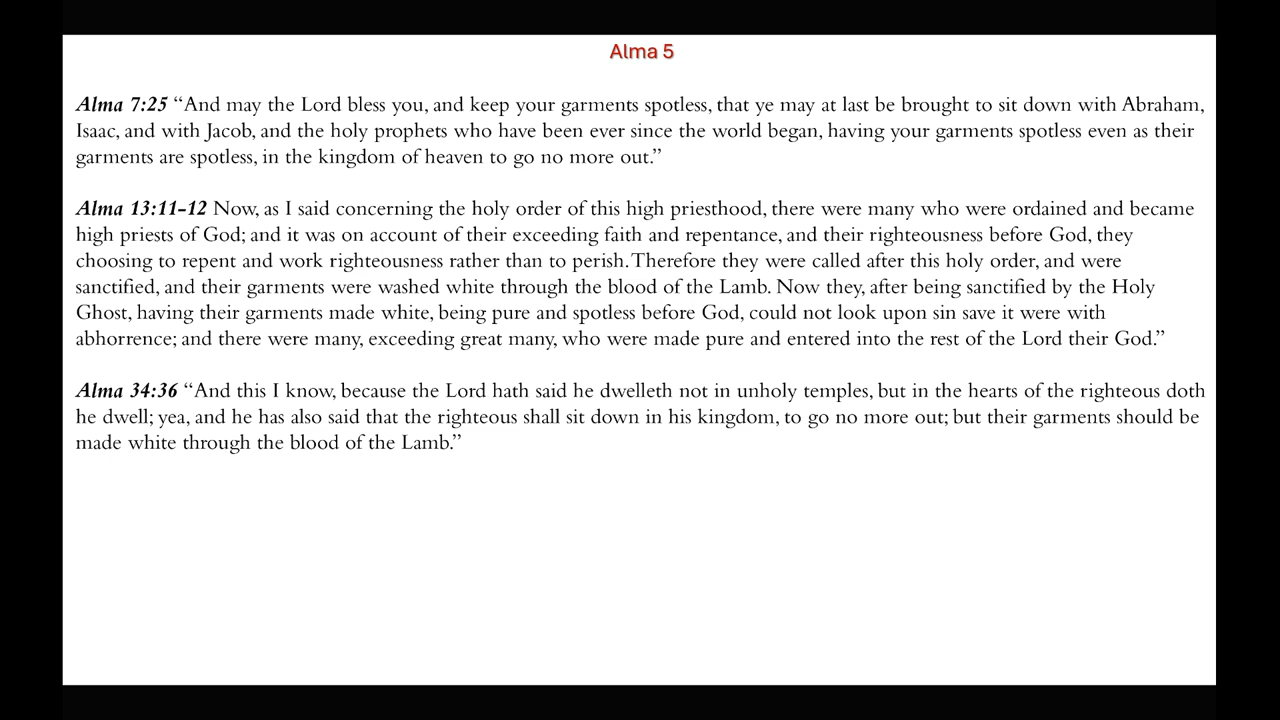 Alma 5
Alma 7:25 “And may the Lord bless you, and keep your garments spotless, that ye may at last be brought to sit down with Abraham,
Isaac, and with Jacob, and the holy prophets who have been ever since the world began, having your garments spotless even as their
garments are spotless, in the kingdom of heaven to go no more out.”
Alma 13:11-12 Now, as I said concerning the holy order of this high priesthood, there were many who were ordained and became
high priests of God; and it was on account of their exceeding faith and repentance, and their righteousness before God, they
choosing to repent and work righteousness rather than to perish. Therefore they were called after this holy order, and were
sanctified, and their garments were washed white through the blood of the Lamb. Now they, after being sanctified by the Holy
Ghost, having their garments made white, being pure and spotless before God, could not look upon sin save it were with
abhorrence; and there were many, exceeding great many, who were made pure and entered into the rest of the Lord their God.”
Alma 34:36 “And this I know, because the Lord hath said he dwelleth not in unholy temples, but in the hearts of the righteous doth
he dwell; yea, and he has also said that the righteous shall sit down in his kingdom, to go no more out; but their garments should be
made white through the blood of the Lamb.”